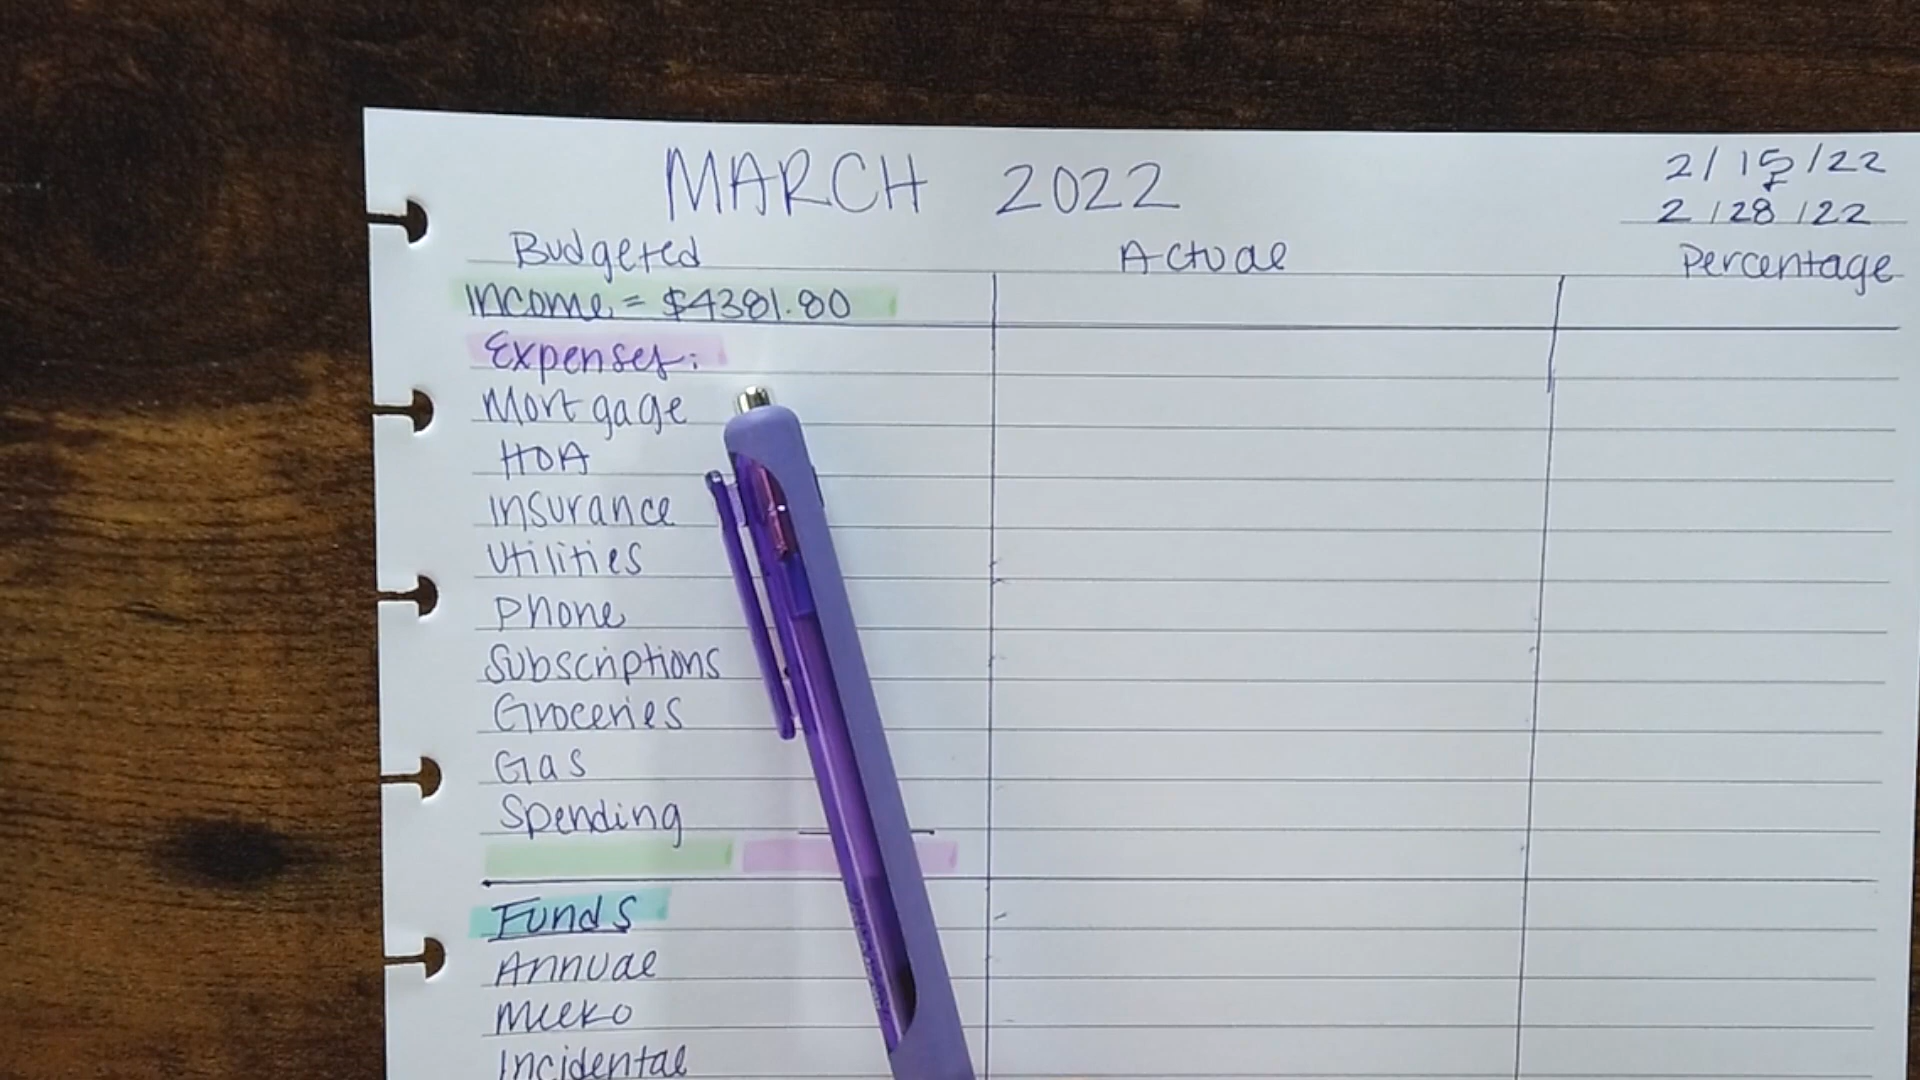 MARCH 2022
2/15/22
2/28/22
Budgeted Actual Percentage
Income = $4381.80
Expenses:
Mortgage
HOA
Insurance
Utilities
Phone
Subscriptions
Groceries
Gas
Spending
Funds
Annual
Meeko
Incidental